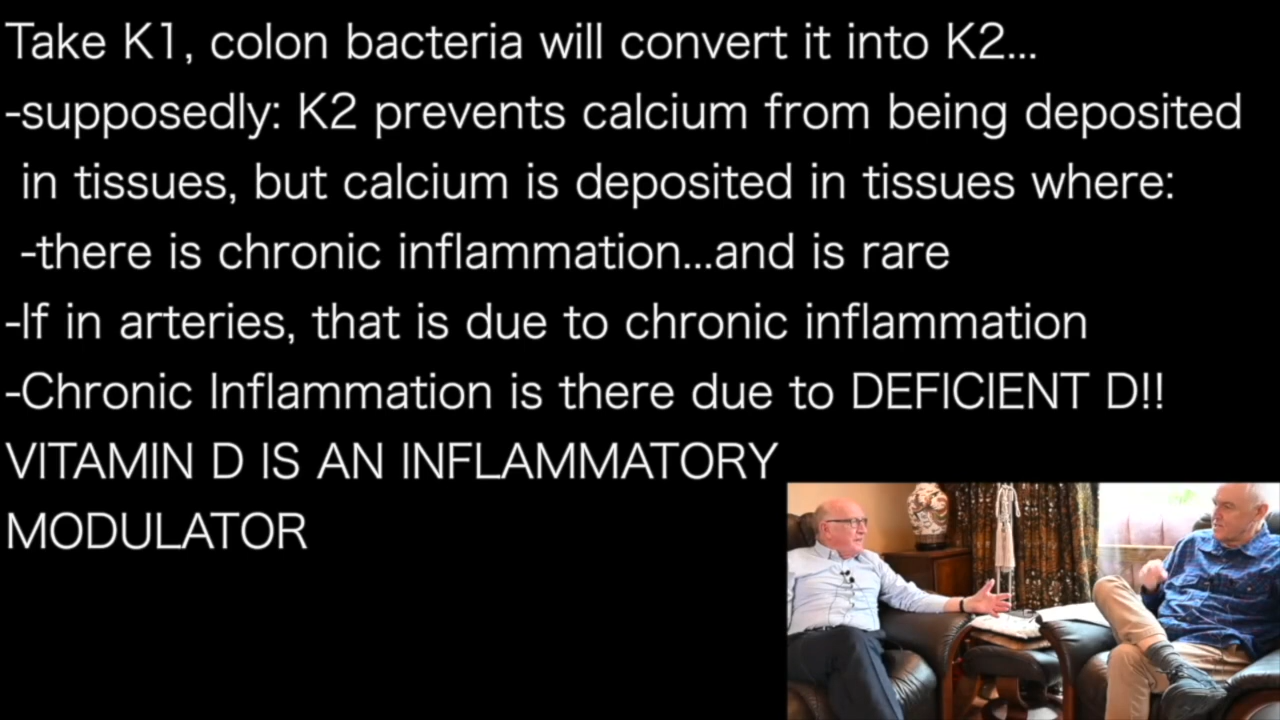 Take K1, colon bacteria will convert it into K2...
-supposedly: K2 prevents calcium from being deposited
in tissues, but calcium is deposited in tissues where:
-there is chronic inflammation...and is rare
-If in arteries, that is due to chronic inflammation
-Chronic Inflammation is there due to DEFICIENT D!!
VITAMIN D IS AN INFLAMMATORY
MODULATOR